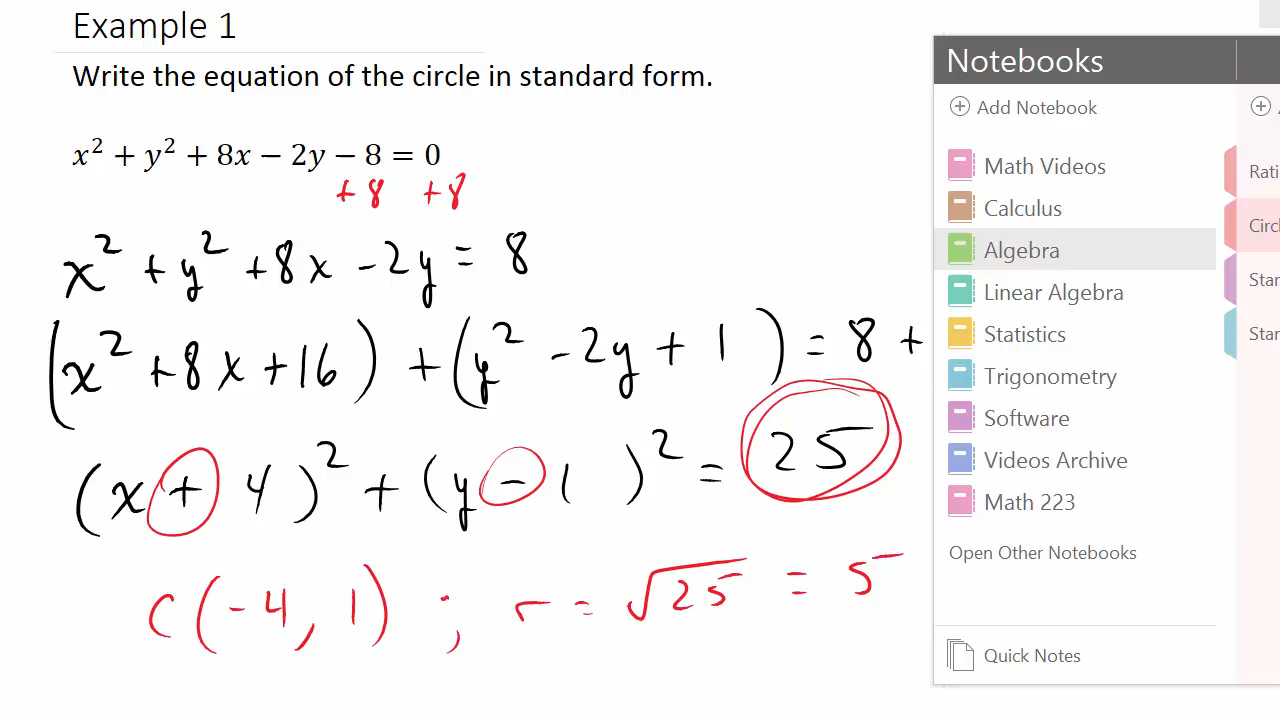 Example 1
Write the equation of the circle in standard form.
x² + y² + 8x − 2y − 8 = 0
+8 +8
x² + y² + 8x − 2y = 8
(x² + 8x + 16) + (y² − 2y + 1) = 8 +
(x + 4)² + (y − 1)² = 25
C(−4, 1) ; r = √25 = 5
Notebooks
Add Notebook
Math Videos
Calculus
Algebra
Linear Algebra
Statistics
Trigonometry
Software
Videos Archive
Math 223
Open Other Notebooks
Quick Notes